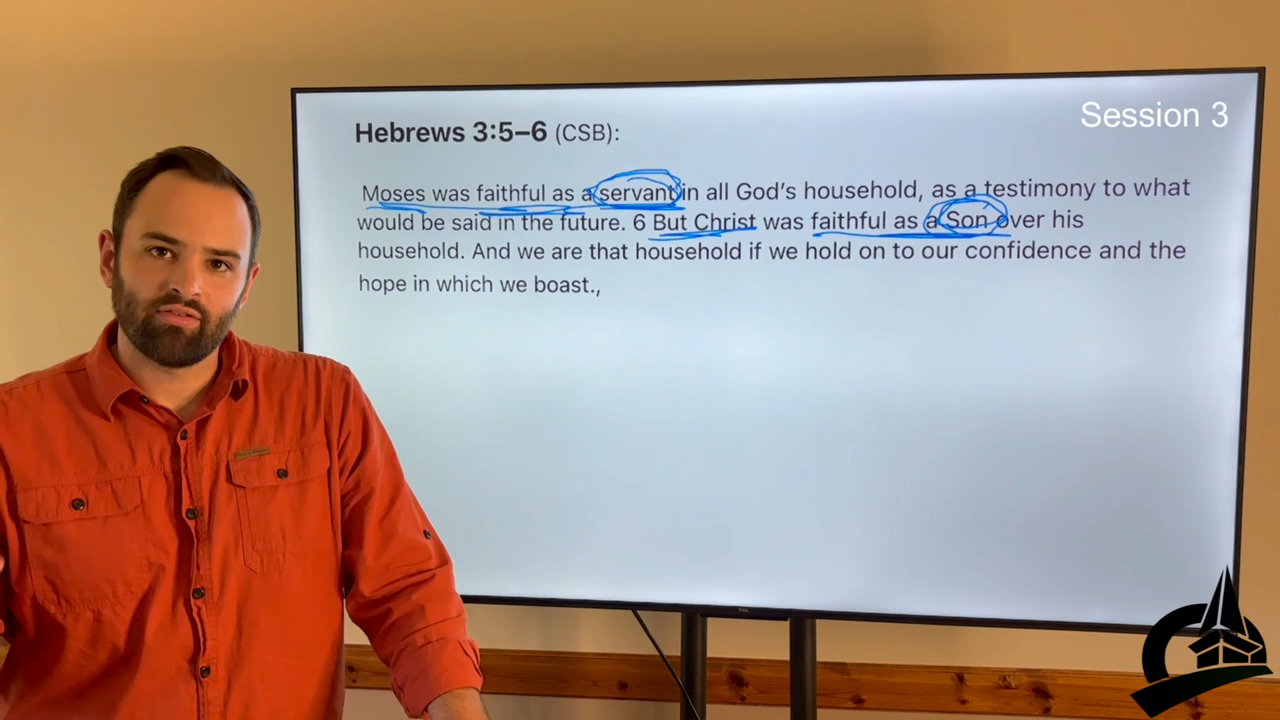 Session 3
Hebrews 3:5–6 (CSB):
Moses was faithful as a servant in all God's household, as a testimony to what
would be said in the future. 6 But Christ was faithful as a Son over his
household. And we are that household if we hold on to our confidence and the
hope in which we boast.,
TCL